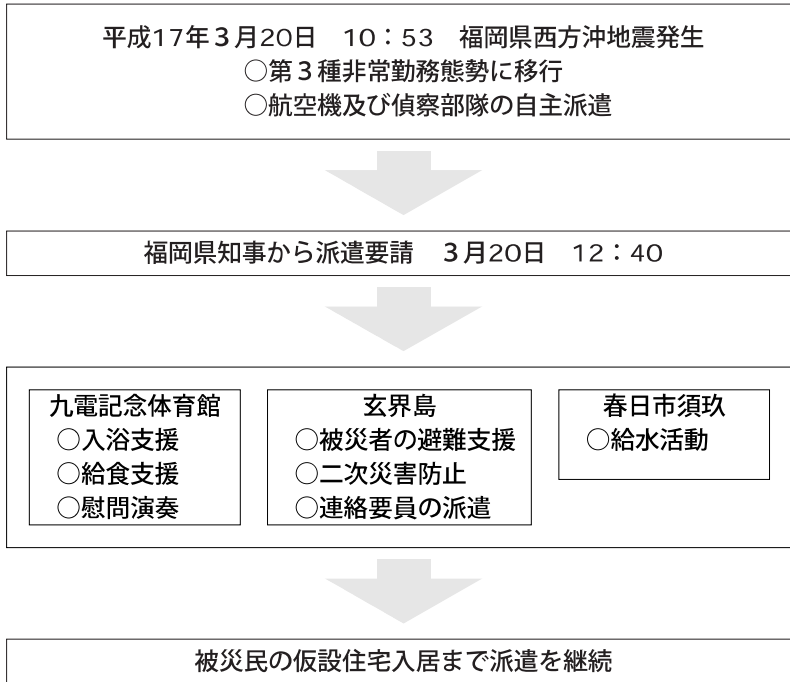 平成17年3月20日　10：53　福岡県西方沖地震発生
○第3種非常勤務態勢に移行
○航空機及び偵察部隊の自主派遣
福岡県知事から派遣要請　3月20日　12：40
九電記念体育館
○入浴支援
○給食支援
○慰問演奏
玄界島
○被災者の避難支援
○二次災害防止
○連絡要員の派遣
春日市須玖
○給水活動
被災民の仮設住宅入居まで派遣を継続